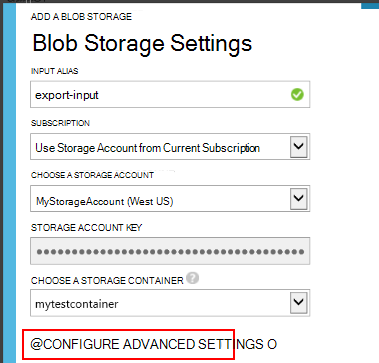 ADD A BLOB STORAGE
Blob Storage Settings
INPUT ALIAS
export-input
SUBSCRIPTION
Use Storage Account from Current Subscription
CHOOSE A STORAGE ACCOUNT
MyStorageAccount (West US)
STORAGE ACCOUNT KEY
••••••••••••••••••••••••••••••••••••
CHOOSE A STORAGE CONTAINER ?
mytestcontainer
@CONFIGURE ADVANCED SETTINGS O